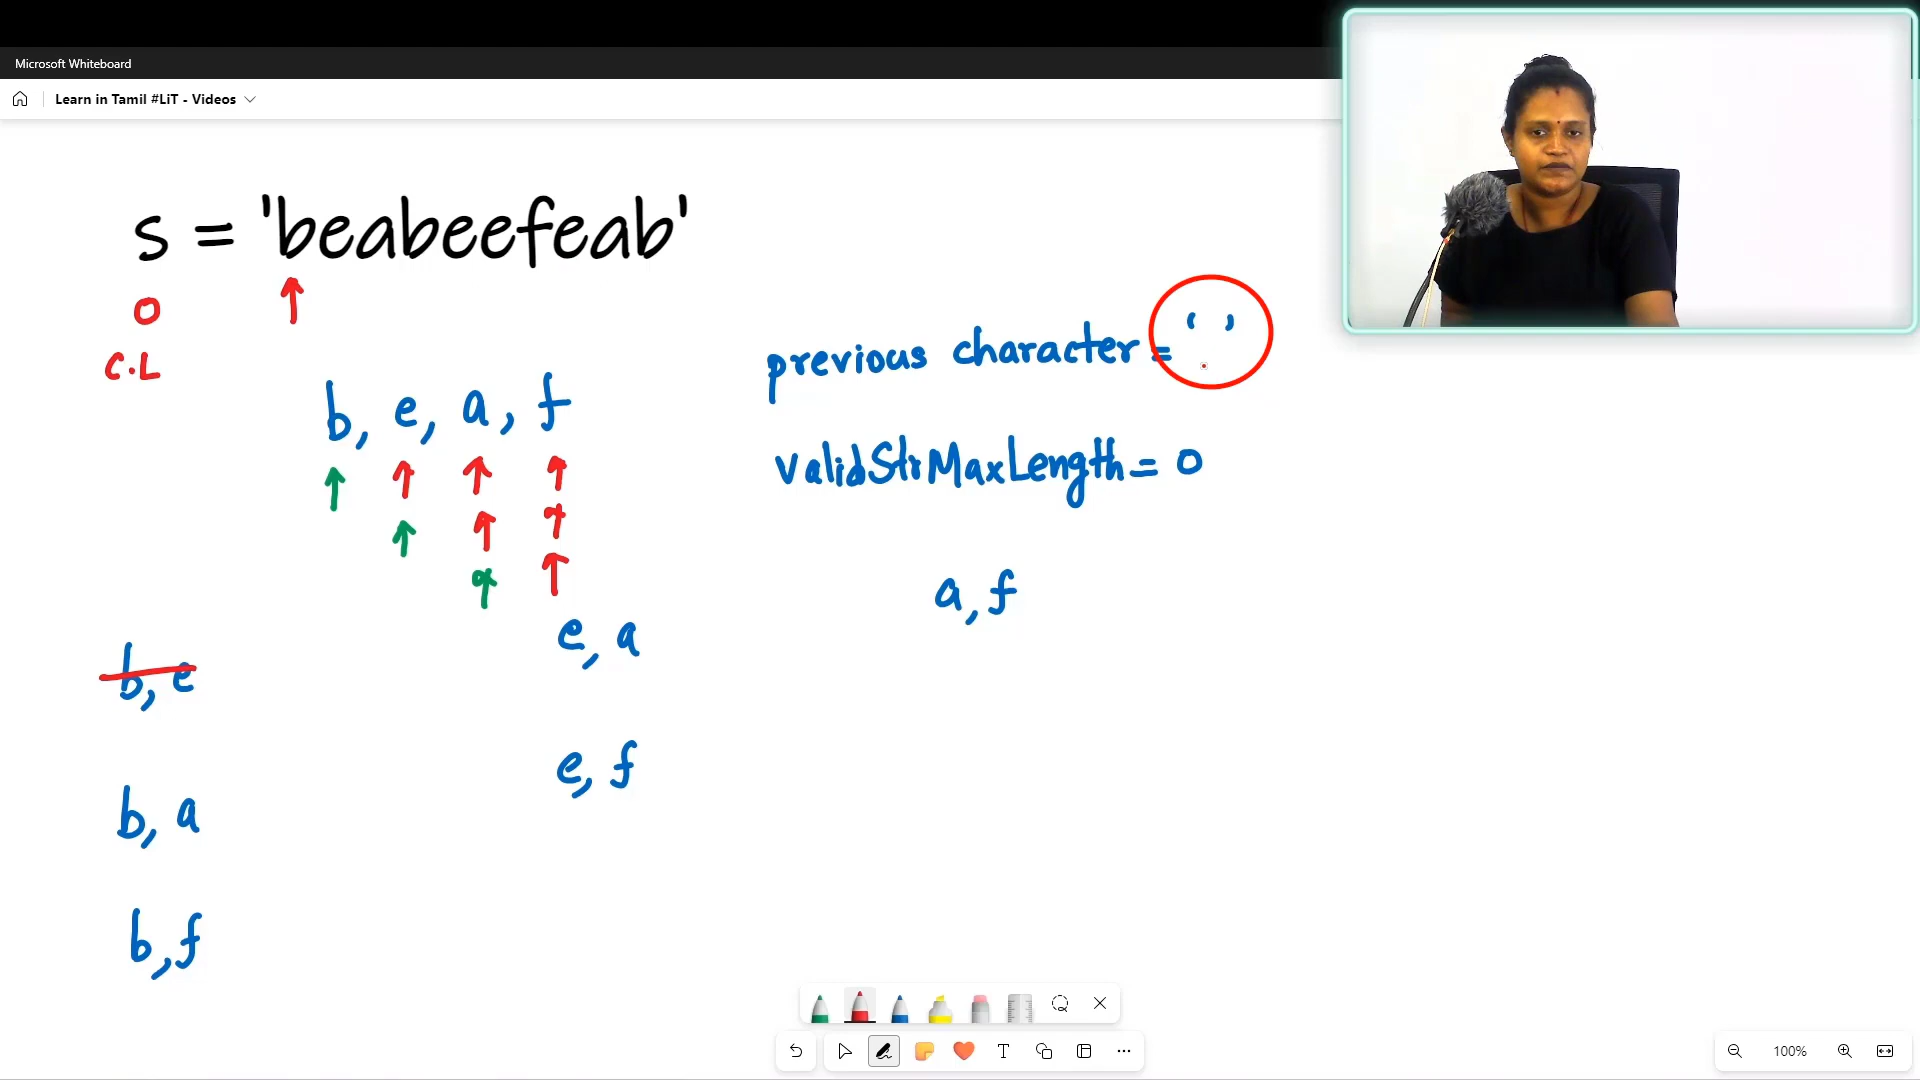 Microsoft Whiteboard
Learn in Tamil #LiT - Videos
s = 'beabeefeab'
0
C.L
previous character = ' '
b, e, a, f
validStrMaxLength = 0
a, f
e, a
b, e
e, f
b, a
b, f
T
100%